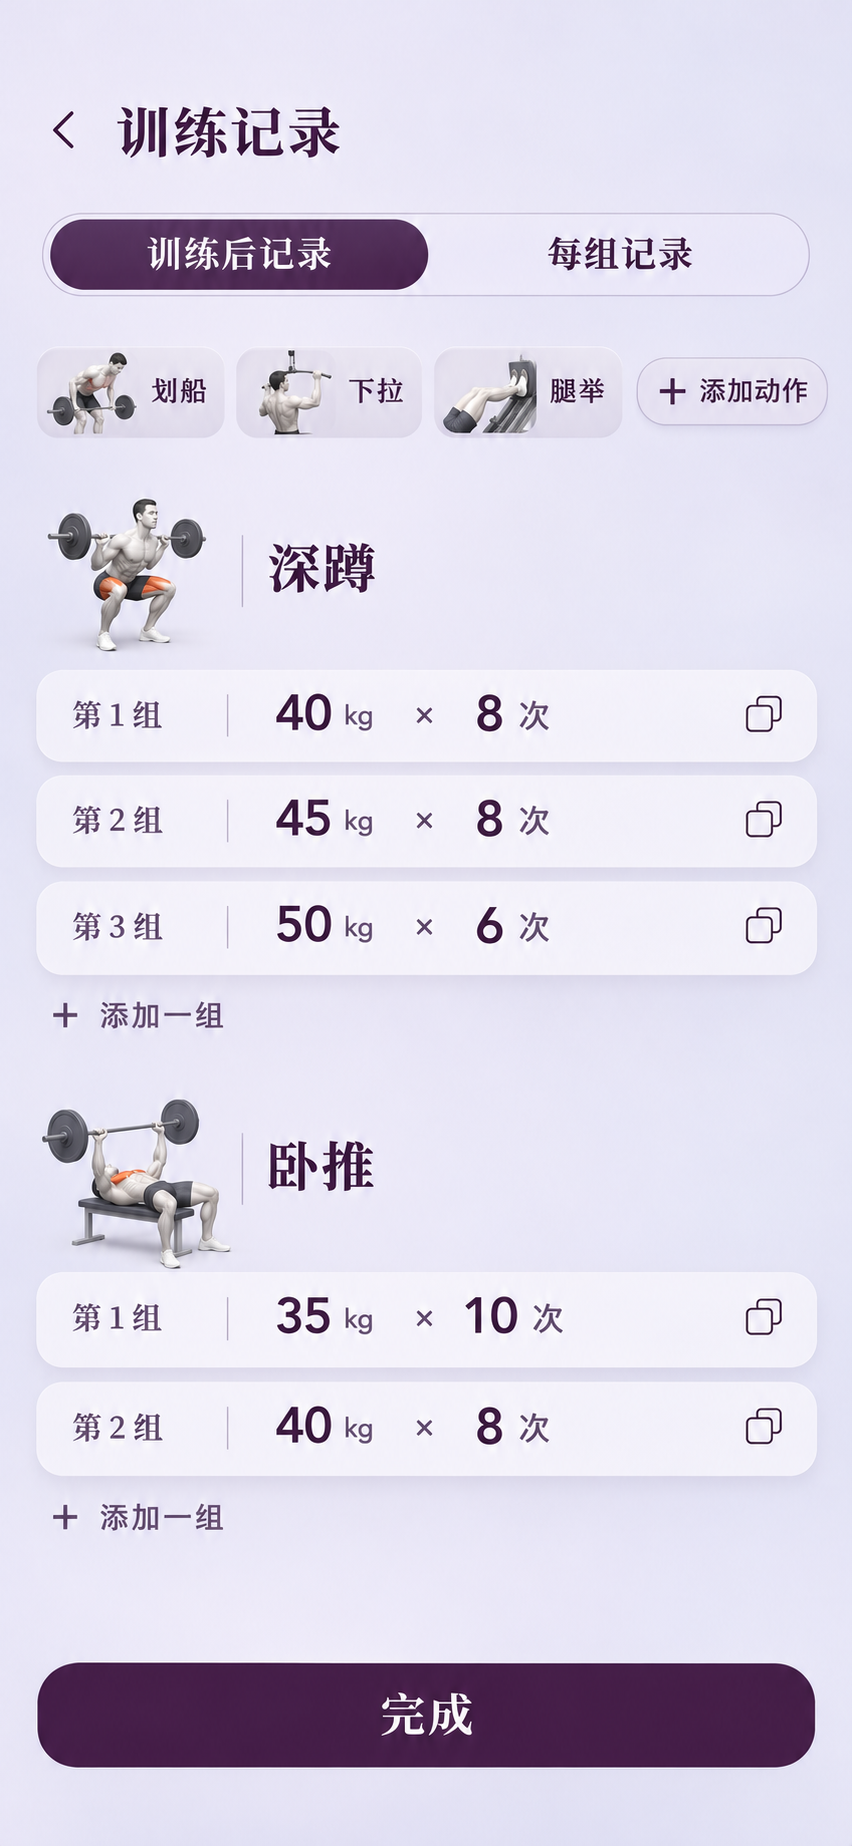 训练记录
训练后记录 每组记录
划船 下拉 腿举 + 添加动作
深蹲
第 1 组 40 kg × 8 次
第 2 组 45 kg × 8 次
第 3 组 50 kg × 6 次
+ 添加一组
卧推
第 1 组 35 kg × 10 次
第 2 组 40 kg × 8 次
+ 添加一组
完成